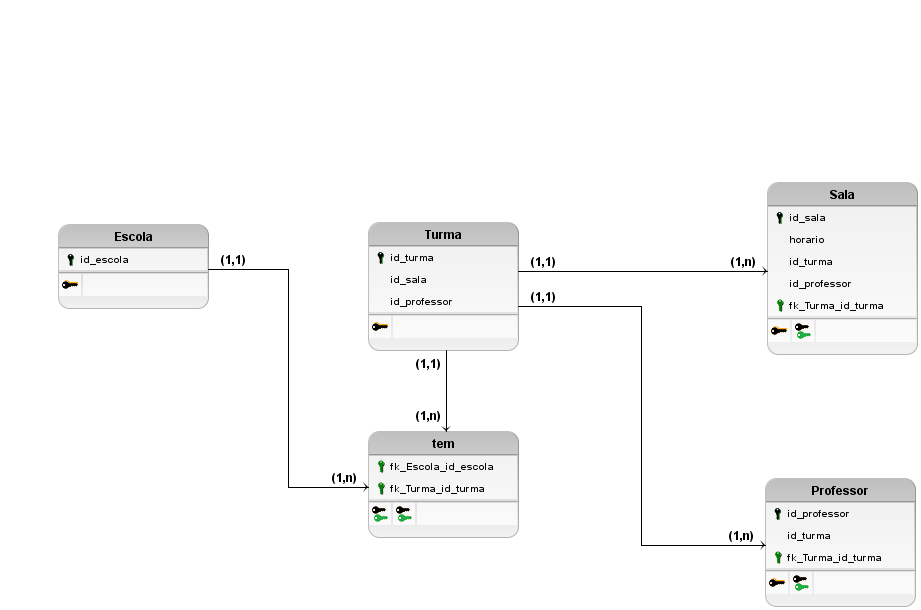 Escola
id_escola
(1,1)
(1,n)
Turma
id_turma
id_sala
id_professor
(1,1)
(1,n)
(1,1)
(1,1)
(1,n)
tem
fk_Escola_id_escola
fk_Turma_id_turma
Sala
id_sala
horario
id_turma
id_professor
fk_Turma_id_turma
(1,n)
Professor
id_professor
id_turma
fk_Turma_id_turma